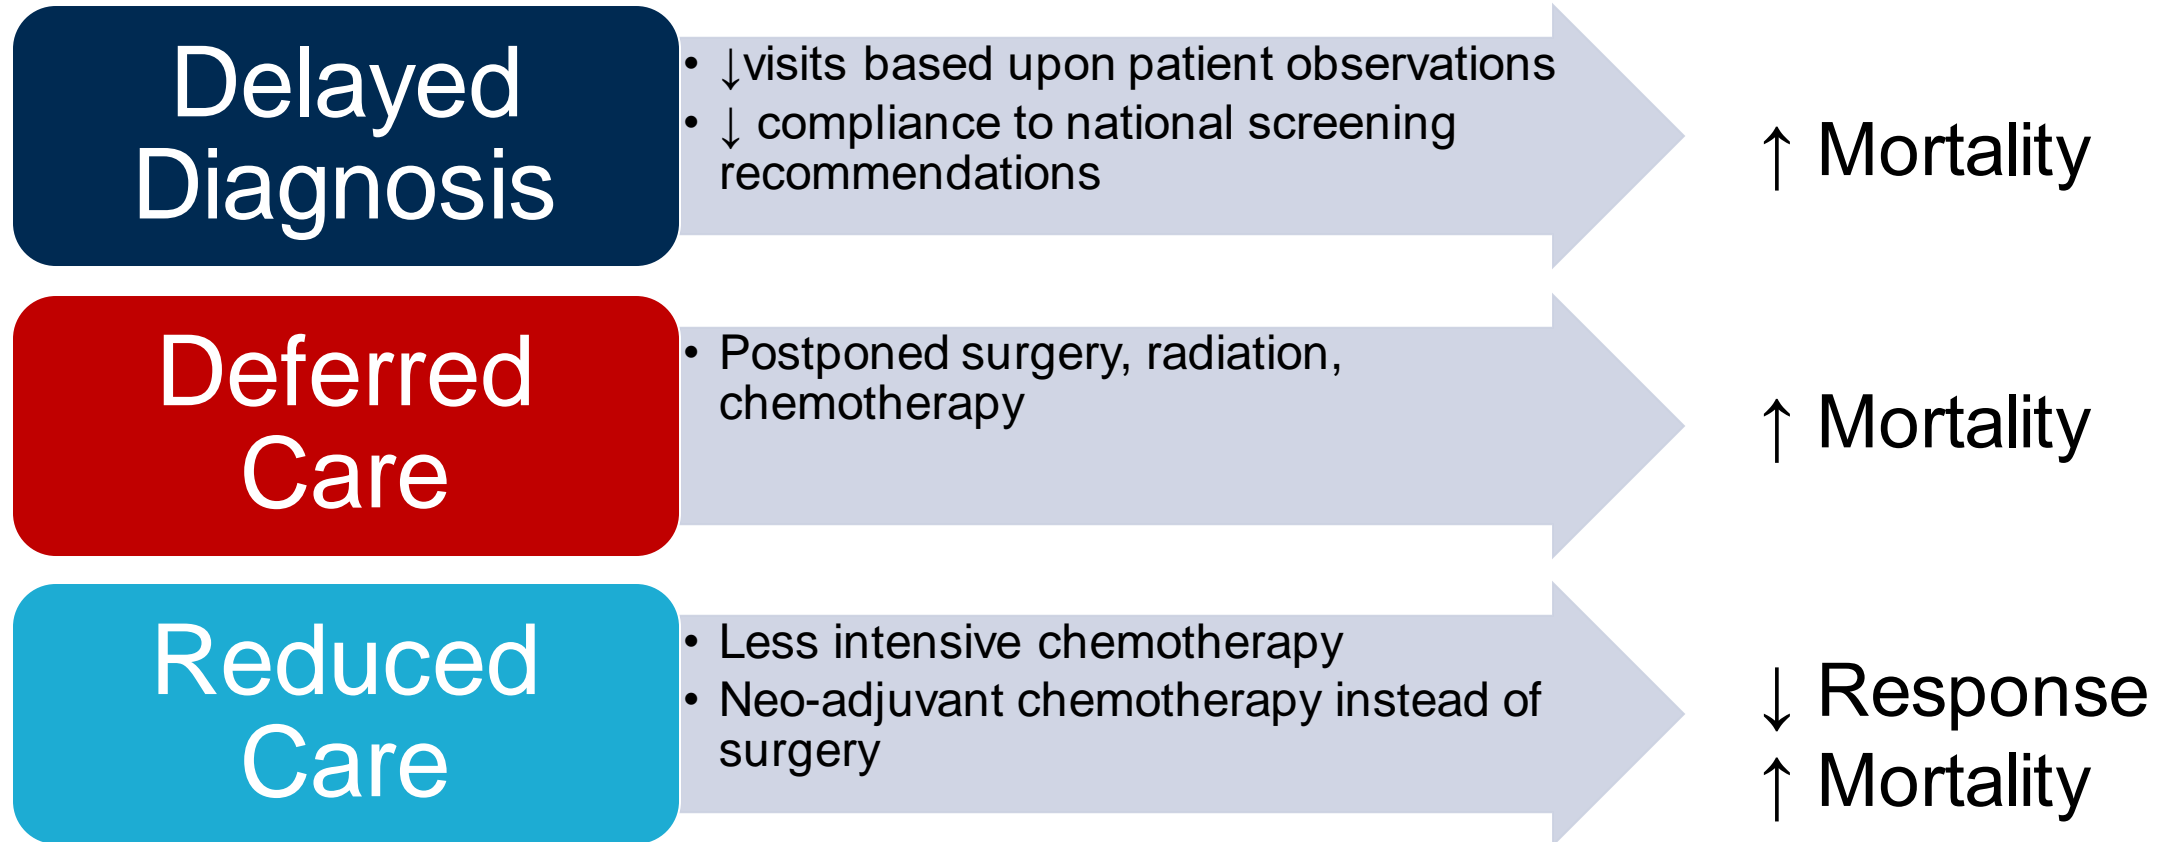 Delayed
Diagnosis
• ↓visits based upon patient observations
• ↓ compliance to national screening
recommendations
↑ Mortality
Deferred
Care
• Postponed surgery, radiation,
chemotherapy
↑ Mortality
Reduced
Care
• Less intensive chemotherapy
• Neo-adjuvant chemotherapy instead of
surgery
↓ Response
↑ Mortality